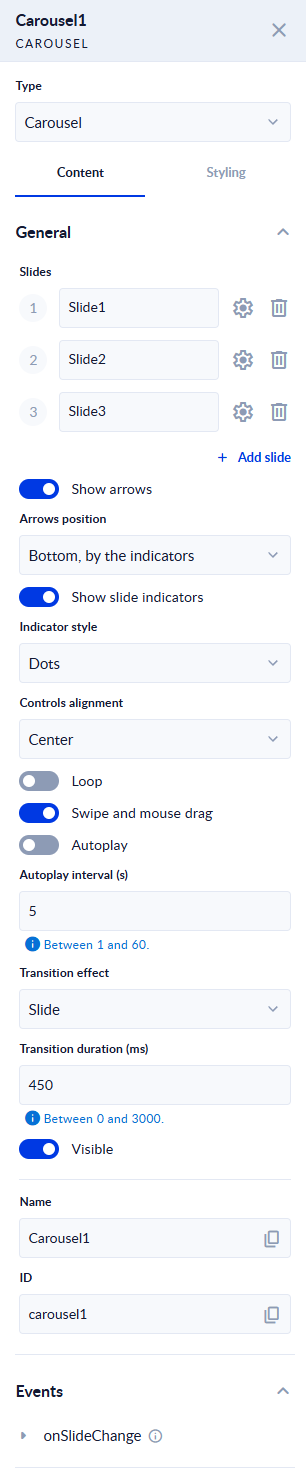 Carousel1
CAROUSEL
Type
Carousel
Content Styling
General
Slides
1 Slide1
2 Slide2
3 Slide3
+ Add slide
Show arrows
Arrows position
Bottom, by the indicators
Show slide indicators
Indicator style
Dots
Controls alignment
Center
Loop
Swipe and mouse drag
Autoplay
Autoplay interval (s)
5
Between 1 and 60.
Transition effect
Slide
Transition duration (ms)
450
Between 0 and 3000.
Visible
Name
Carousel1
ID
carousel1
Events
onSlideChange